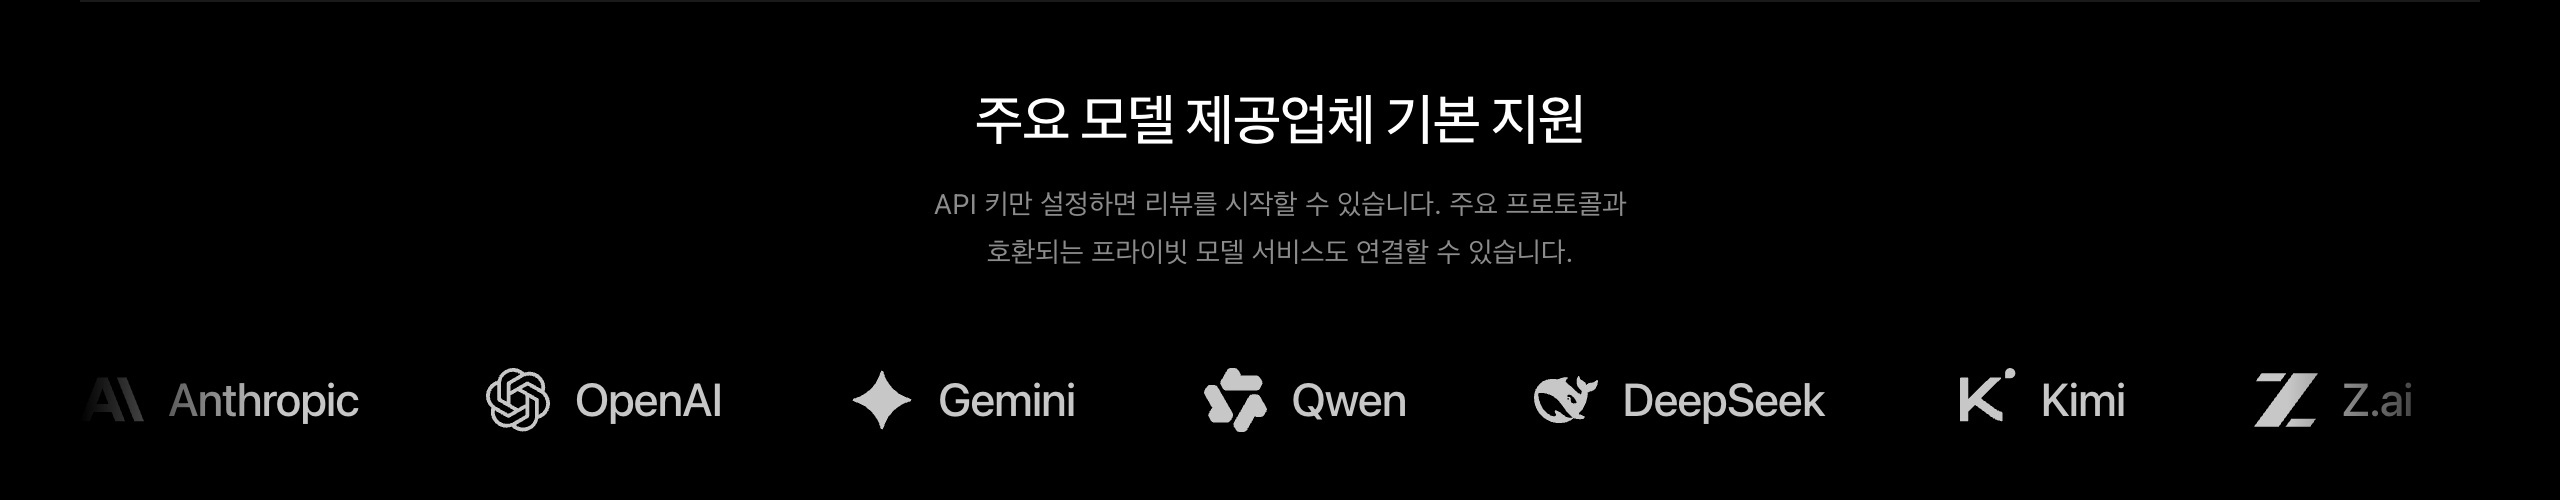 주요 모델 제공업체 기본 지원
API 키만 설정하면 리뷰를 시작할 수 있습니다. 주요 프로토콜과
호환되는 프라이빗 모델 서비스도 연결할 수 있습니다.
Anthropic OpenAI Gemini Qwen DeepSeek Kimi Z.ai